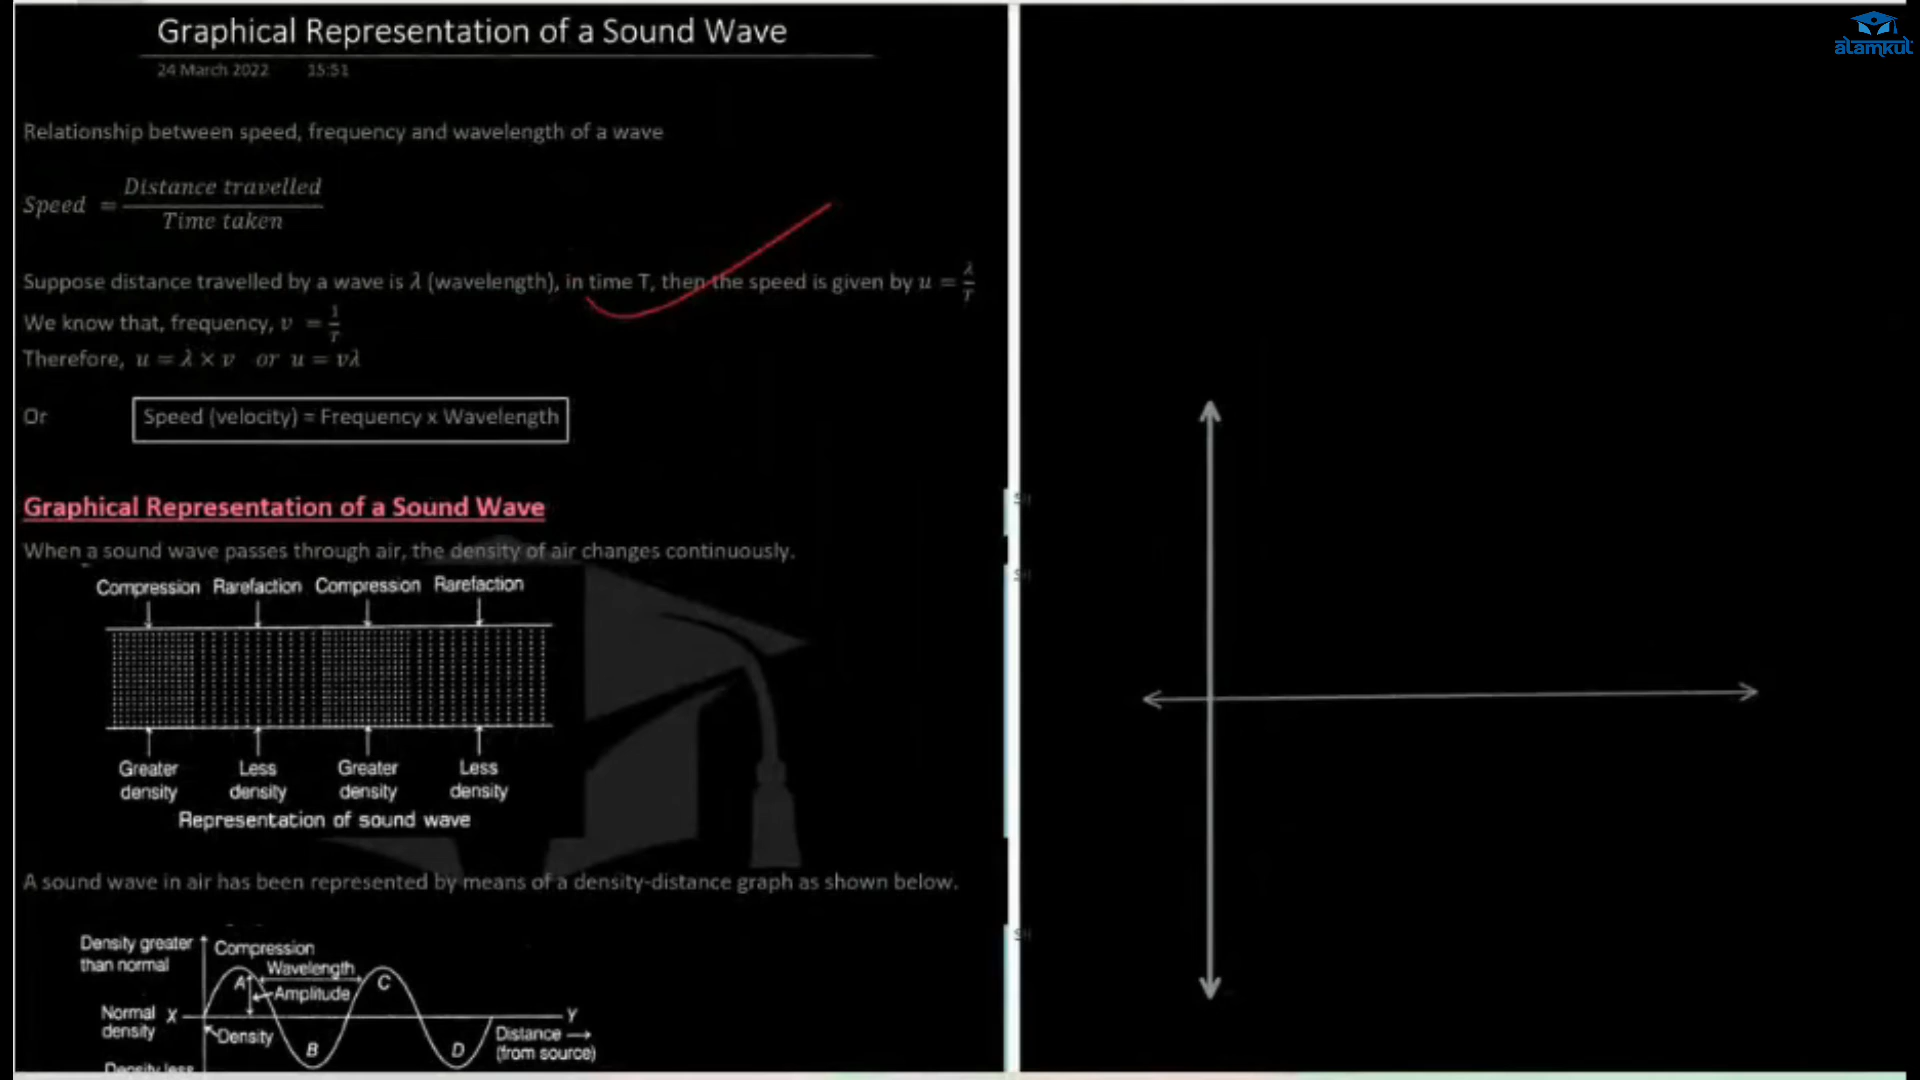 Graphical Representation of a Sound Wave
24 March 2022 15:51
alamkut
Relationship between speed, frequency and wavelength of a wave
Speed = Distance travelled / Time taken
Suppose distance travelled by a wave is λ (wavelength), in time T, then the speed is given by u = λ/T
We know that, frequency, v = 1/T
Therefore, u = λ × v or u = vλ
Or Speed (velocity) = Frequency x Wavelength
Graphical Representation of a Sound Wave
When a sound wave passes through air, the density of air changes continuously.
Compression Rarefaction Compression Rarefaction
Greater Less Greater Less
density density density density
Representation of sound wave
A sound wave in air has been represented by means of a density-distance graph as shown below.
Density greater Compression
than normal Wavelength
A Amplitude C
Normal X Y
density Density Distance →
B D (from source)
Density less